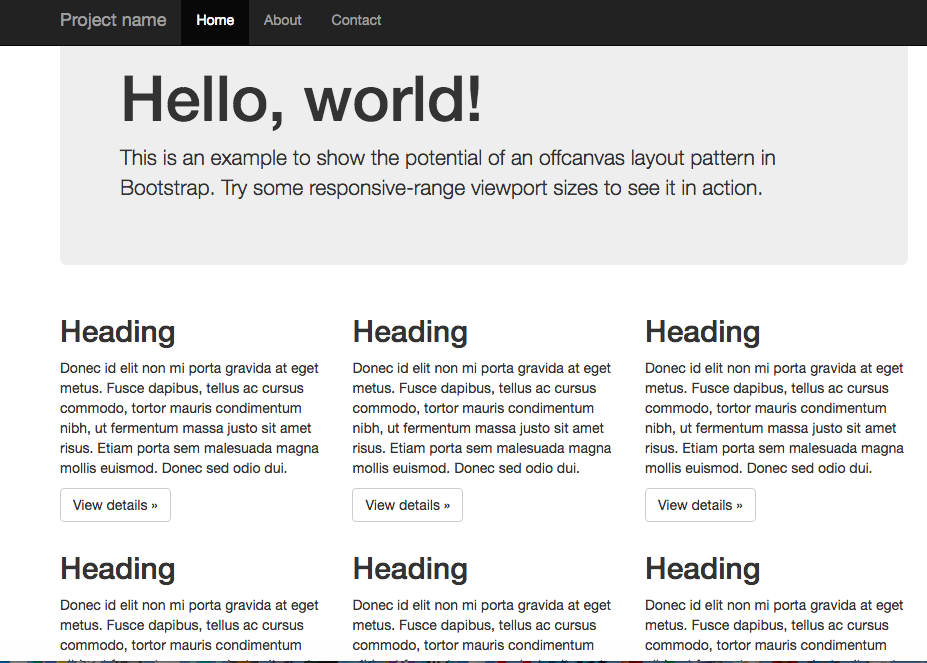 Project name Home About Contact
Hello, world!
This is an example to show the potential of an offcanvas layout pattern in
Bootstrap. Try some responsive-range viewport sizes to see it in action.
Heading
Donec id elit non mi porta gravida at eget
metus. Fusce dapibus, tellus ac cursus
commodo, tortor mauris condimentum
nibh, ut fermentum massa justo sit amet
risus. Etiam porta sem malesuada magna
mollis euismod. Donec sed odio dui.
View details »
Heading
Donec id elit non mi porta gravida at eget
metus. Fusce dapibus, tellus ac cursus
commodo, tortor mauris condimentum
nibh, ut fermentum massa justo sit amet
risus. Etiam porta sem malesuada magna
mollis euismod. Donec sed odio dui.
View details »
Heading
Donec id elit non mi porta gravida at eget
metus. Fusce dapibus, tellus ac cursus
commodo, tortor mauris condimentum
nibh, ut fermentum massa justo sit amet
risus. Etiam porta sem malesuada magna
mollis euismod. Donec sed odio dui.
View details »
Heading
Donec id elit non mi porta gravida at eget
metus. Fusce dapibus, tellus ac cursus
commodo, tortor mauris condimentum
Heading
Donec id elit non mi porta gravida at eget
metus. Fusce dapibus, tellus ac cursus
commodo, tortor mauris condimentum
Heading
Donec id elit non mi porta gravida at eget
metus. Fusce dapibus, tellus ac cursus
commodo, tortor mauris condimentum